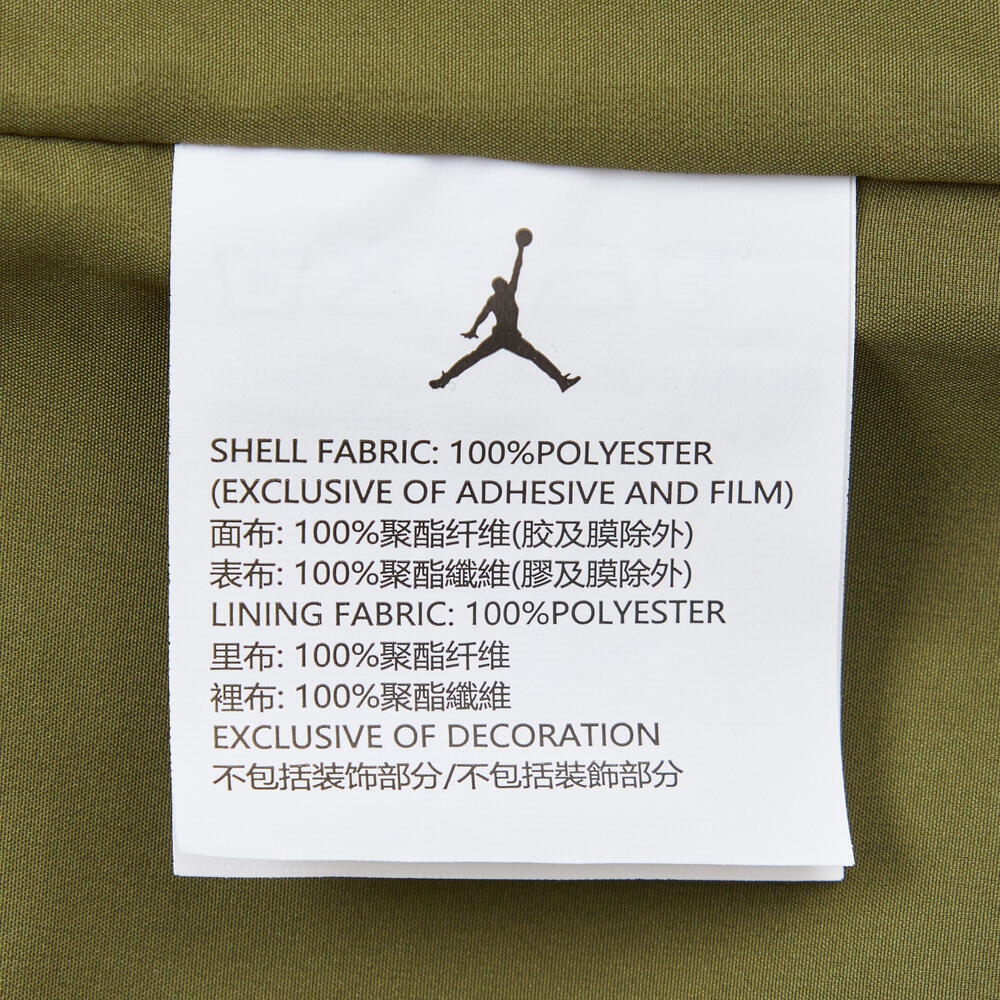 SHELL FABRIC: 100%POLYESTER
(EXCLUSIVE OF ADHESIVE AND FILM)
面布: 100%聚酯纤维(胶及膜除外)
表布: 100%聚酯纖維(膠及膜除外)
LINING FABRIC: 100%POLYESTER
里布: 100%聚酯纤维
裡布: 100%聚酯纖維
EXCLUSIVE OF DECORATION
不包括装饰部分/不包括裝飾部分